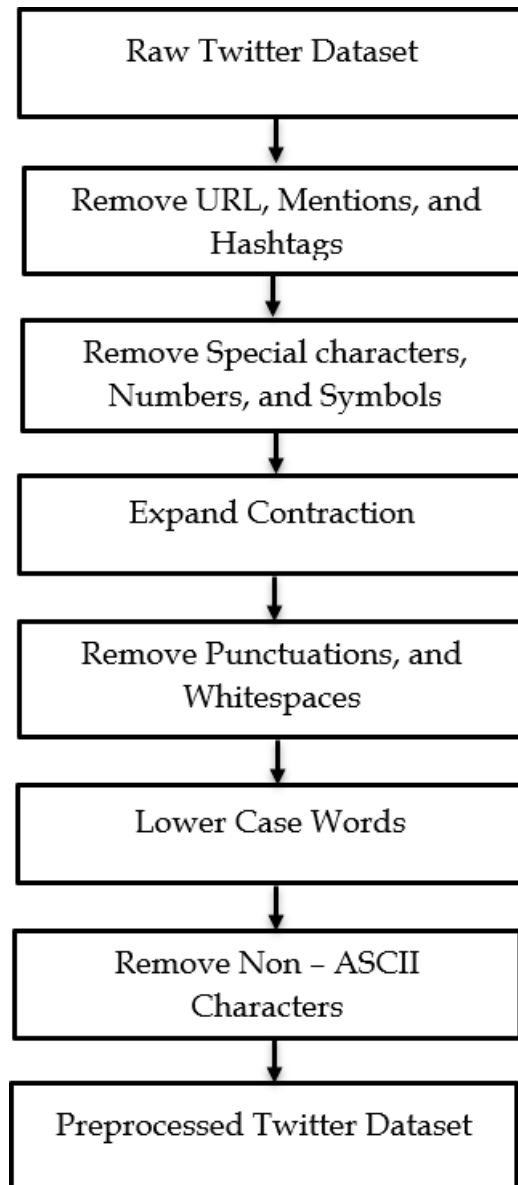 Raw Twitter Dataset
Remove URL, Mentions, and
Hashtags
Remove Special characters,
Numbers, and Symbols
Expand Contraction
Remove Punctuations, and
Whitespaces
Lower Case Words
Remove Non – ASCII
Characters
Preprocessed Twitter Dataset